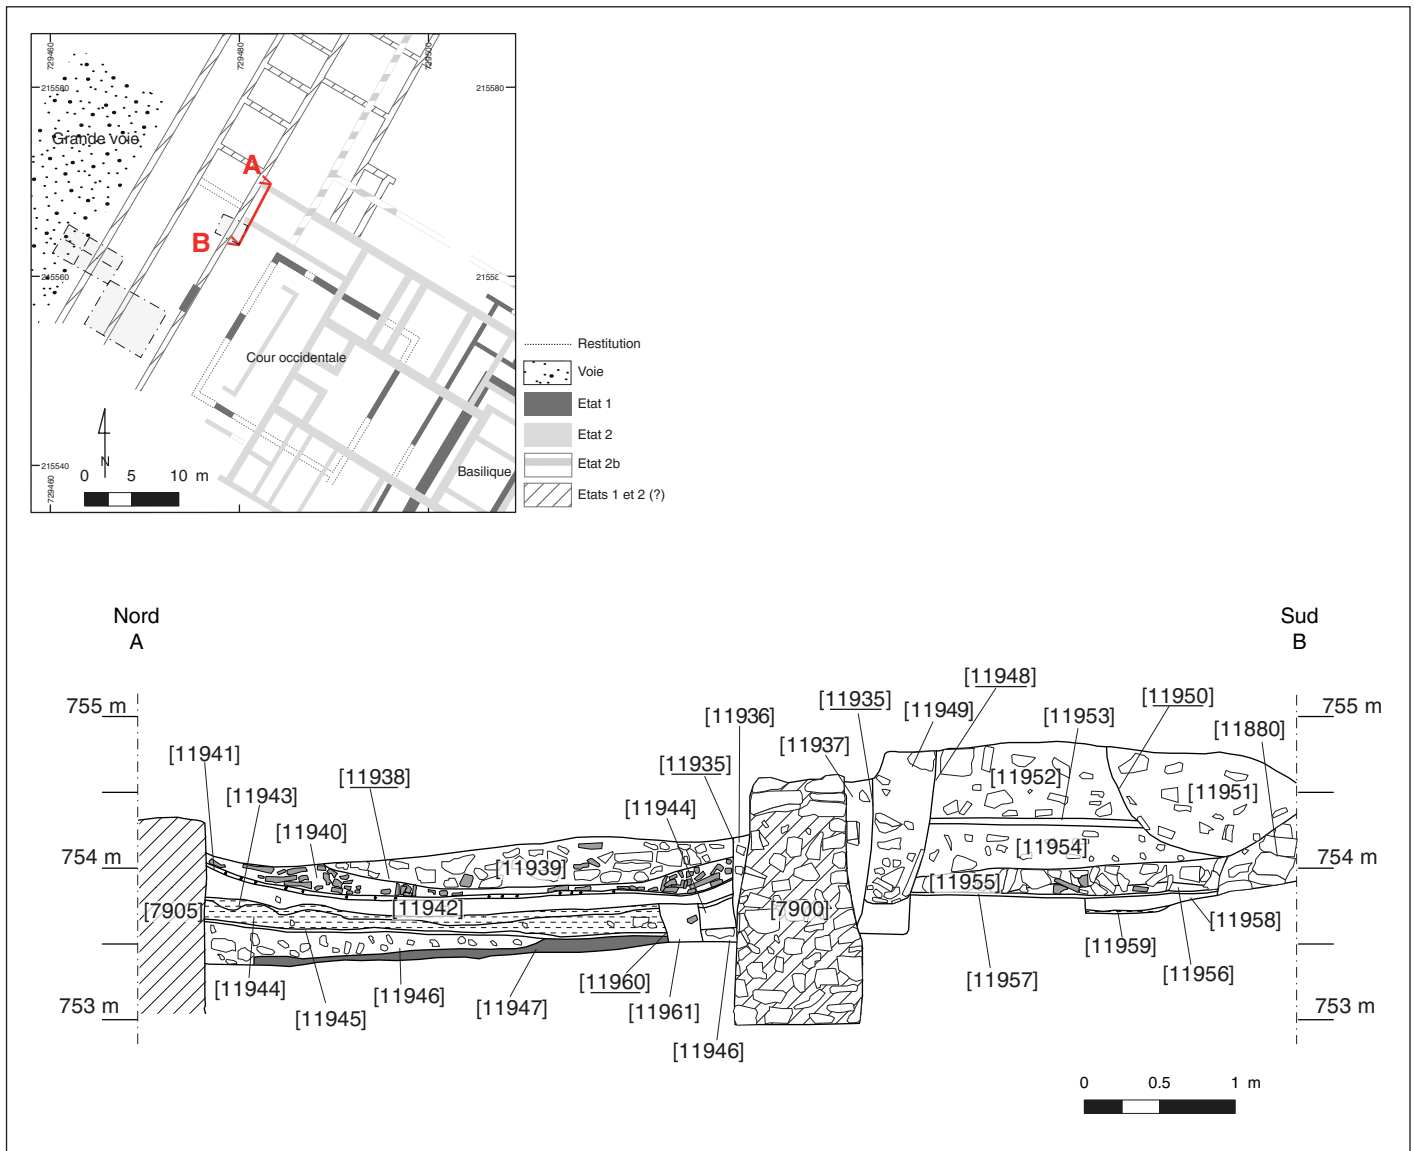 729460
729480
729500
215580
215580
Grande voie
A
B
215560
2155
Cour occidentale
Restitution
Voie
Etat 1
Etat 2
N
Etat 2b
215540
Basilique
0 5 10 m
729460
Etats 1 et 2 (?)
Nord
A
Sud
B
755 m
[11948]
[11935]
[11949]
[11953]
[11950]
755 m
[11936]
[11880]
[11941]
[11937]
[11938]
[11935]
[11943]
[11952]
[11951]
[11944]
[11940]
754 m
[11939]
[11954]
754 m
[11955]
[7905]
[11942]
[7900]
[11958]
[11959]
[11944]
[11946]
[11960]
[11957]
[11956]
753 m
[11945]
[11947]
[11961]
753 m
[11946]
0 0.5 1 m